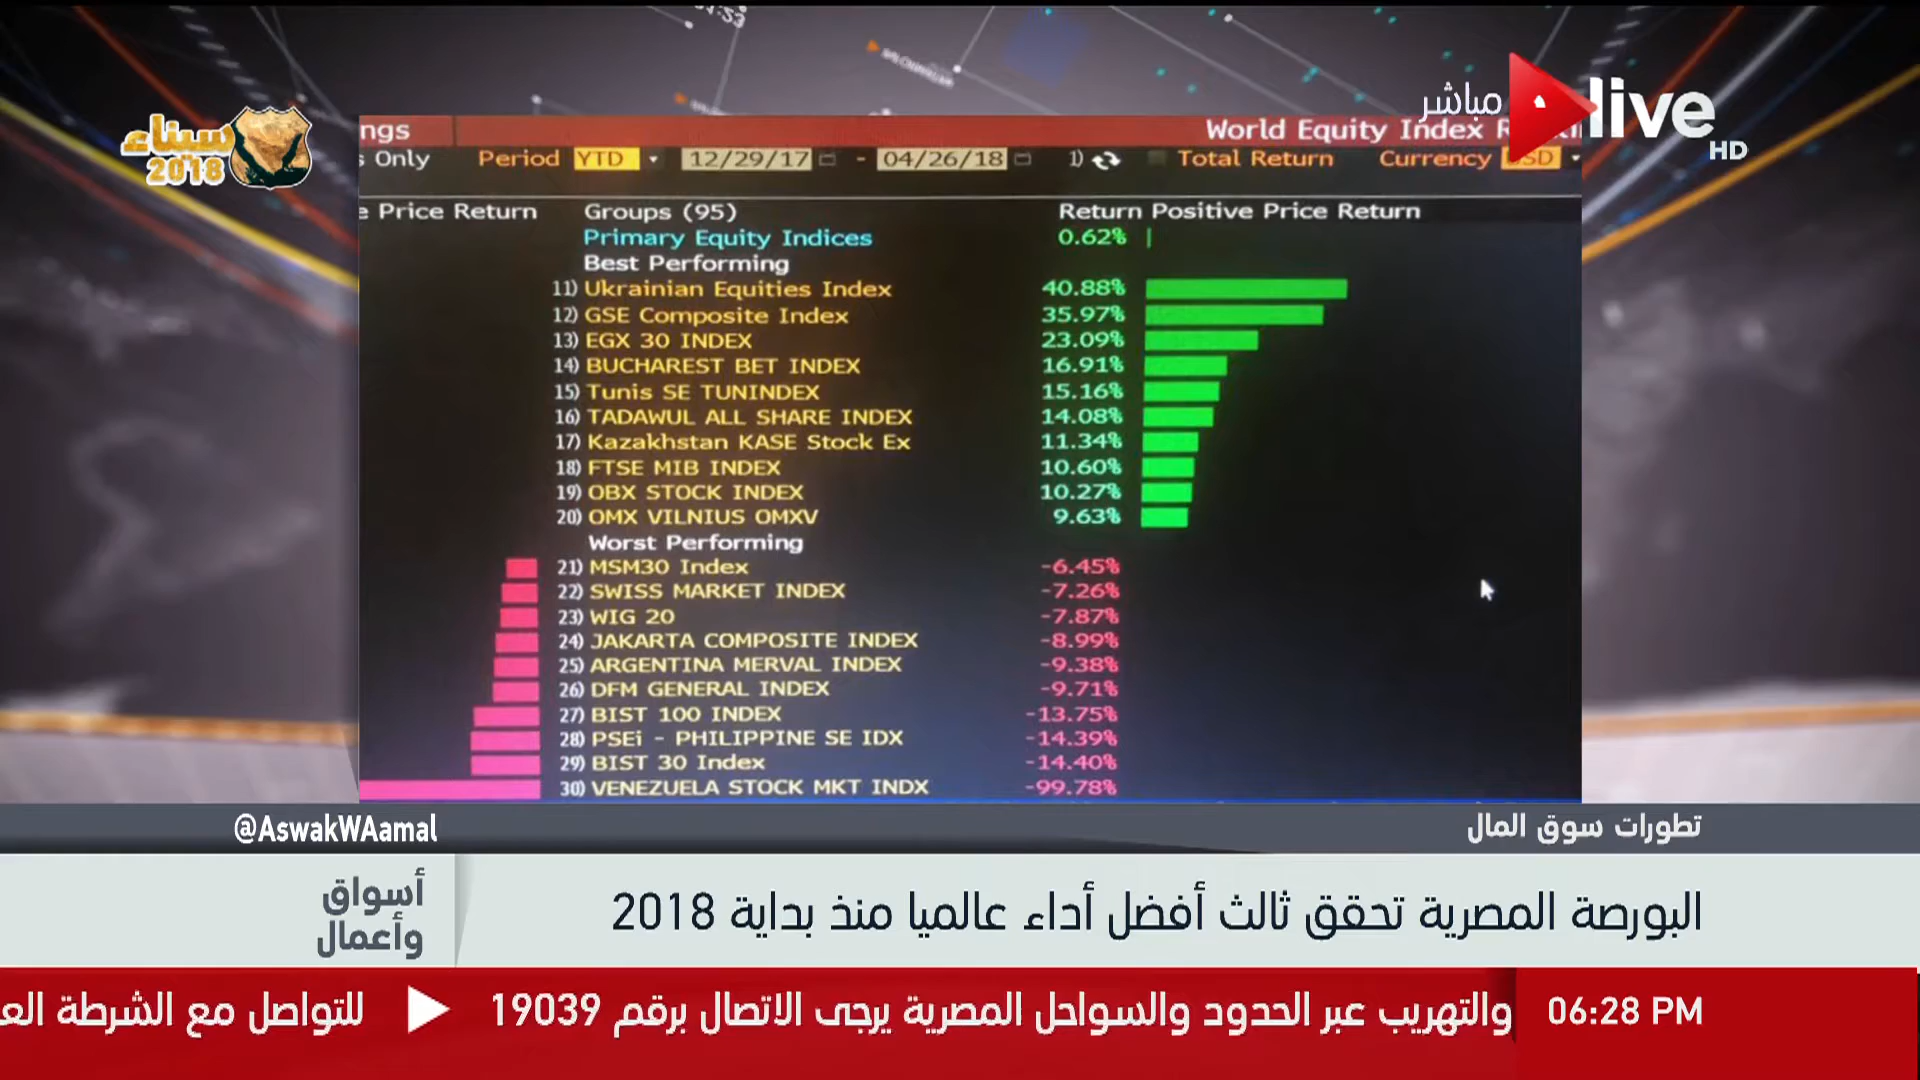 سيناء
2018
مباشر
live
HD
ngs
World Equity Index R
s Only Period YTD 12/29/17 - 04/26/18 1) Total Return Currency USD
e Price Return Groups (95) Return Positive Price Return
Primary Equity Indices 0.62%
Best Performing
11) Ukrainian Equities Index 40.88%
12) GSE Composite Index 35.97%
13) EGX 30 INDEX 23.09%
14) BUCHAREST BET INDEX 16.91%
15) Tunis SE TUNINDEX 15.16%
16) TADAWUL ALL SHARE INDEX 14.08%
17) Kazakhstan KASE Stock Ex 11.34%
18) FTSE MIB INDEX 10.60%
19) OBX STOCK INDEX 10.27%
20) OMX VILNIUS OMXV 9.63%
Worst Performing
21) MSM30 Index -6.45%
22) SWISS MARKET INDEX -7.26%
23) WIG 20 -7.87%
24) JAKARTA COMPOSITE INDEX -8.99%
25) ARGENTINA MERVAL INDEX -9.38%
26) DFM GENERAL INDEX -9.71%
27) BIST 100 INDEX -13.75%
28) PSEi - PHILIPPINE SE IDX -14.39%
29) BIST 30 Index -14.40%
30) VENEZUELA STOCK MKT INDX -99.78%
تطورات سوق المال
@AswakWAamal
البورصة المصرية تحقق ثالث أفضل أداء عالميا منذ بداية 2018
أسواق
وأعمال
06:28 PM
والتهريب عبر الحدود والسواحل المصرية يرجى الاتصال برقم 19039
للتواصل مع الشرطة الع